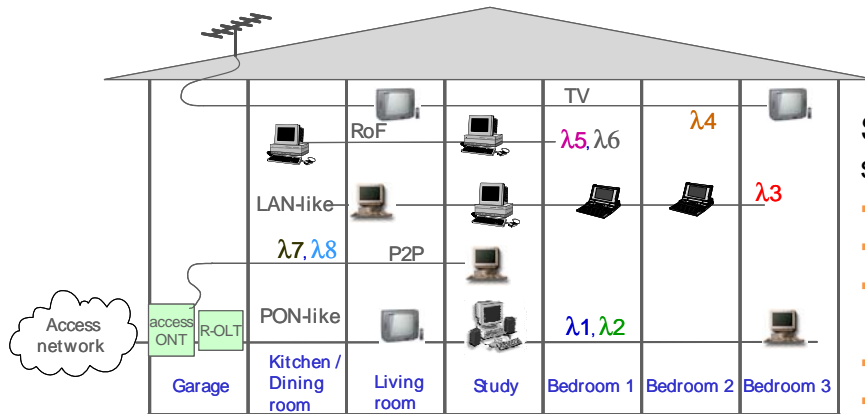 TV
λ4
RoF
λ5, λ6
LAN-like
λ3
λ7, λ8
P2P
Access
network
access
ONT
R-OLT
PON-like
λ1, λ2
Garage
Kitchen /
Dining
room
Living
room
Study
Bedroom 1
Bedroom 2
Bedroom 3